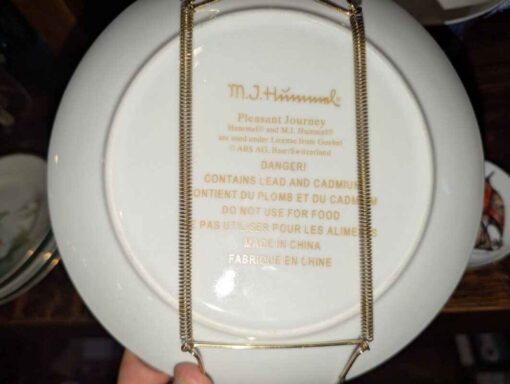 M.J.Hummel®
Pleasant Journey
Hummel® and M.I. Hummel®
are used under License from Goebel
© ARS AG, Baar/Switzerland
DANGER!
CONTAINS LEAD AND CADMIUM
CONTIENT DU PLOMB ET DU CADMIUM
DO NOT USE FOR FOOD
NE PAS UTILISER POUR LES ALIMENTS
MADE IN CHINA
FABRIQUE EN CHINE